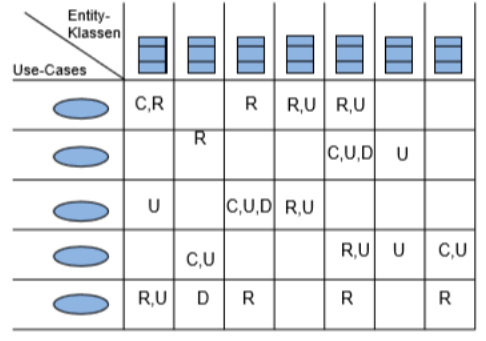 Entity-
Klassen
Use-Cases
C,R R R,U R,U
R C,U,D U
U C,U,D R,U
C,U R,U U C,U
R,U D R R R